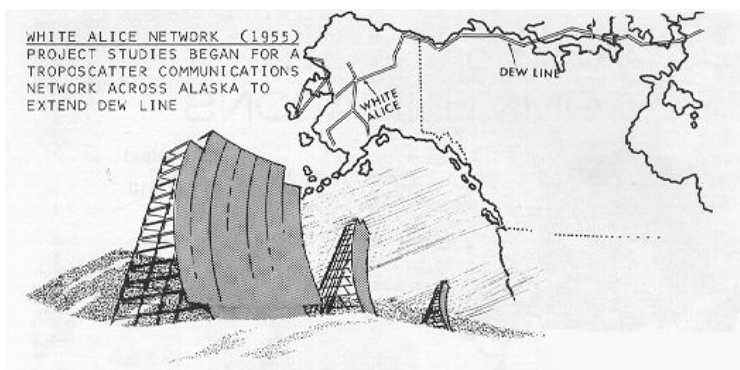 WHITE ALICE NETWORK (1955)
PROJECT STUDIES BEGAN FOR A
TROPOSCATTER COMMUNICATIONS
NETWORK ACROSS ALASKA TO
EXTEND DEW LINE
DEW LINE
WHITE
ALICE